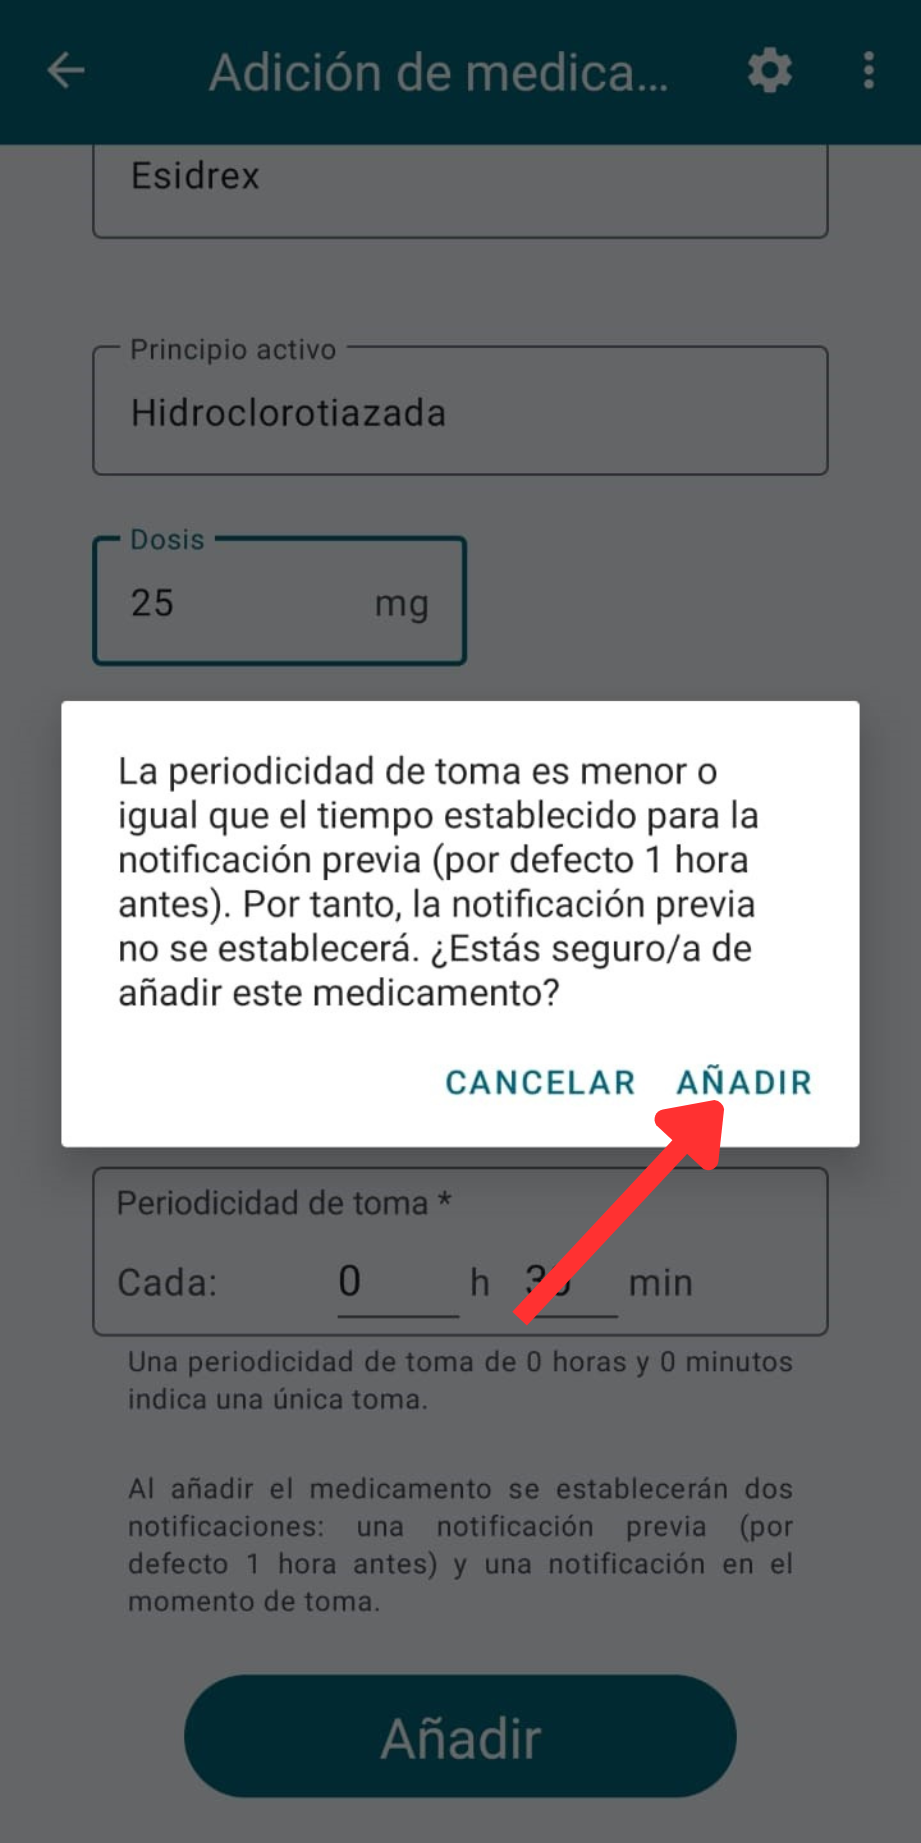 Adición de medica...
Esidrex
Principio activo
Hidroclorotiazada
Dosis
25 mg
La periodicidad de toma es menor o
igual que el tiempo establecido para la
notificación previa (por defecto 1 hora
antes). Por tanto, la notificación previa
no se establecerá. ¿Estás seguro/a de
añadir este medicamento?
CANCELAR AÑADIR
Periodicidad de toma *
Cada: 0 h 30 min
Una periodicidad de toma de 0 horas y 0 minutos
indica una única toma.
Al añadir el medicamento se establecerán dos
notificaciones: una notificación previa (por
defecto 1 hora antes) y una notificación en el
momento de toma.
Añadir